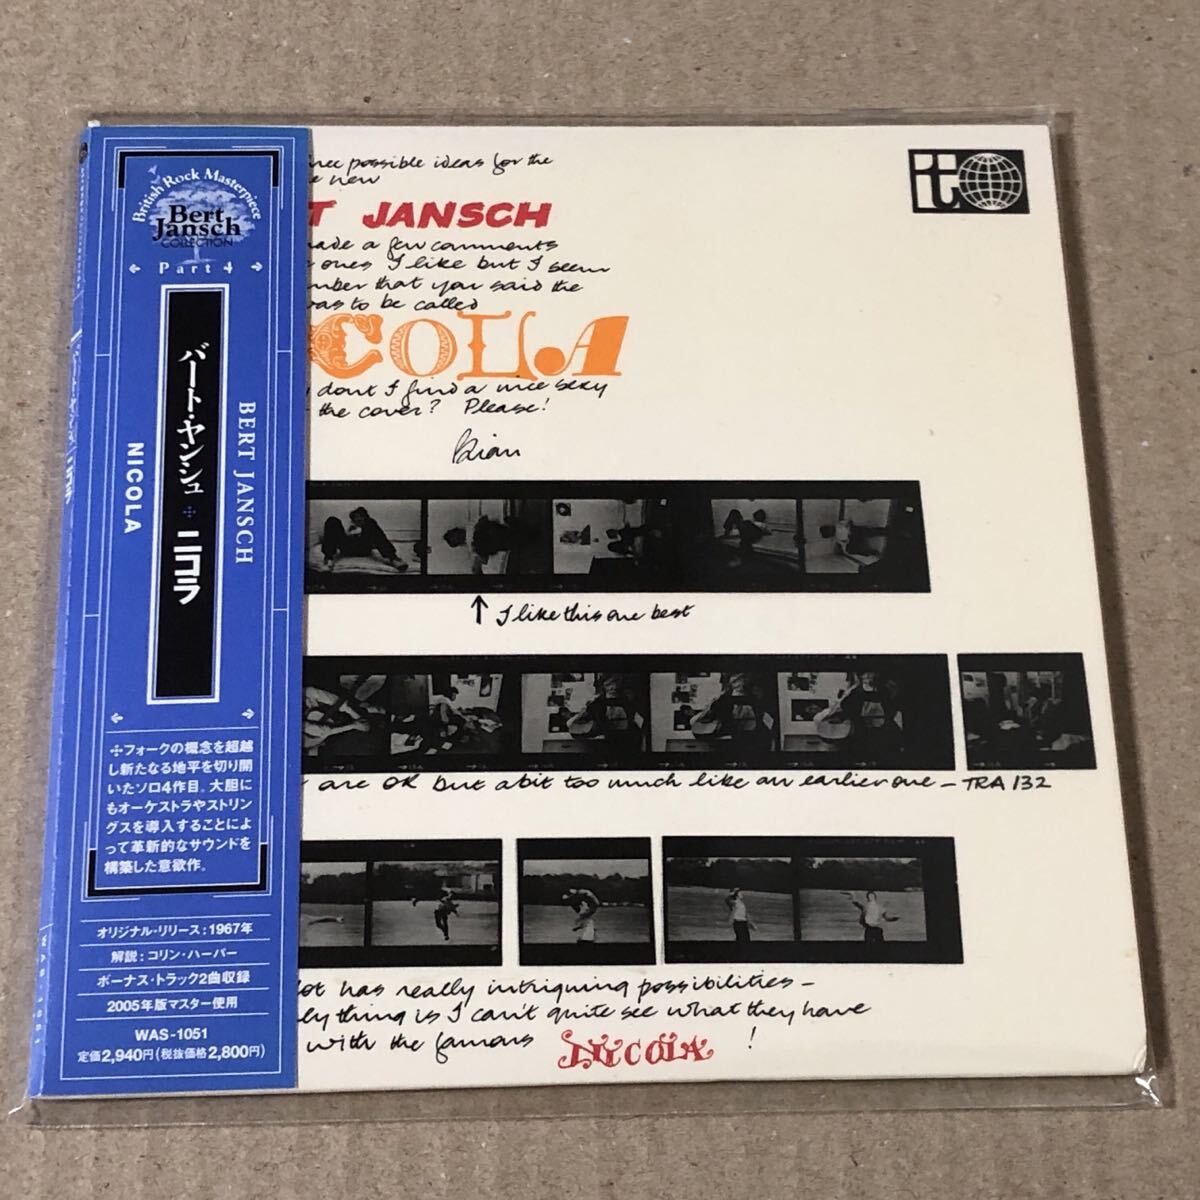 British Rock Masterpiece
Bert
Jansch
COLLECTION
Part 4
バート・ヤンシュ ニコラ
BERT JANSCH
NICOLA
フォークの概念を超越
し新たなる地平を切り開
いたソロ4作目。大胆に
もオーケストラやストリン
グスを導入することによ
って革新的なサウンドを
構築した意欲作。
オリジナル・リリース:1967年
解説:コリン・ハーパー
ボーナス・トラック2曲収録
2005年版マスター使用
WAS-1051
定価2,940円(税抜価格2,800円)
possible ideas for the
new
T JANSCH
made a few comments
ones I like but I seem
mber that you said the
was to be called
COLA
dont I find a nice sexy
the cover? Please!
Brian
it
↑ I like this one best
are OK but a bit too much like an earlier one – TRA 132
lot has really intriguing possibilities –
ly thing is I can't quite see what they have
with the famous NICOLA !